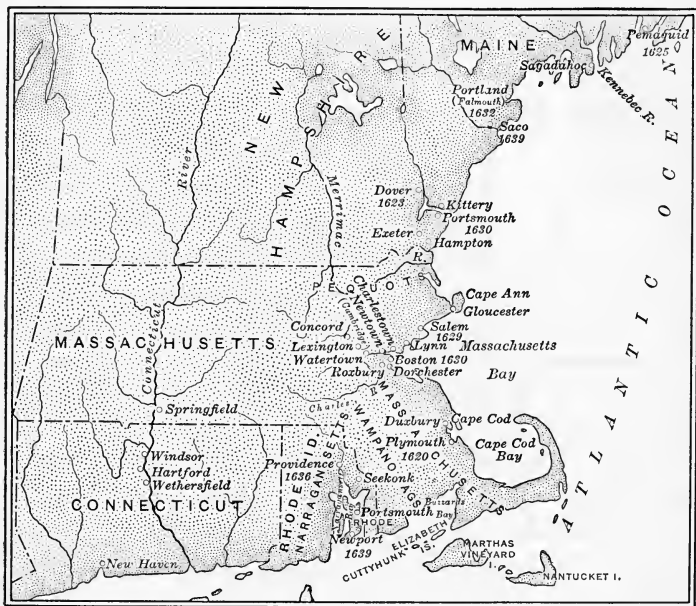 MAINE
Pemaquid
1625
Sagadahoc
Kennebec R.
Portland
(Falmouth)
1632
Saco
1639
NEW
HAMPSHIRE
ATLANTIC OCEAN
River
Merrimac
Dover
1623
Kittery
Portsmouth
1630
Exeter
Hampton
R.
PEQUOT
Cape Ann
Gloucester
Charlestown
Newtown
(Cambridge)
Concord
Lexington
Watertown
Roxbury
Salem
1629
Lynn
Boston 1630
Dorchester
Massachusetts
Bay
MASSACHUSETTS
Connecticut
Springfield
Charles
MASSACHUSETTS
WAMPANOAGS
Duxbury
Cape Cod
Plymouth
1620
Cape Cod
Bay
Windsor
Hartford
Wethersfield
CONNECTICUT
New Haven
RHODE ID.
NARRAGANSETTS
Providence
1636
Seekonk
Portsmouth
RHODE
Newport
1639
Buzzards
Bay
ELIZABETH
IS.
CUTTYHUNK
MARTHAS
VINEYARD
I.
NANTUCKET I.